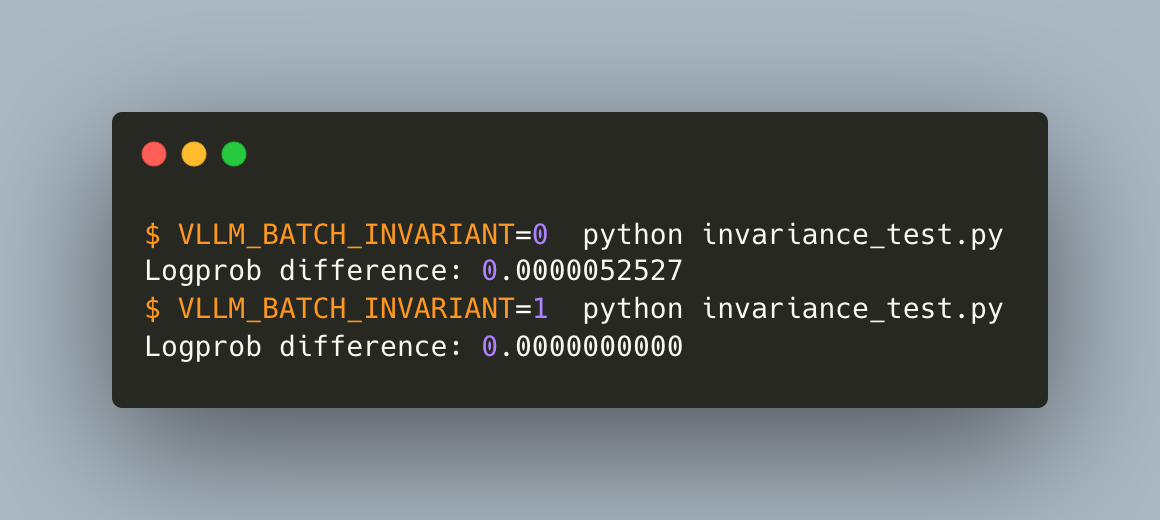 $ VLLM_BATCH_INVARIANT=0  python invariance_test.py
Logprob difference: 0.0000052527
$ VLLM_BATCH_INVARIANT=1  python invariance_test.py
Logprob difference: 0.0000000000